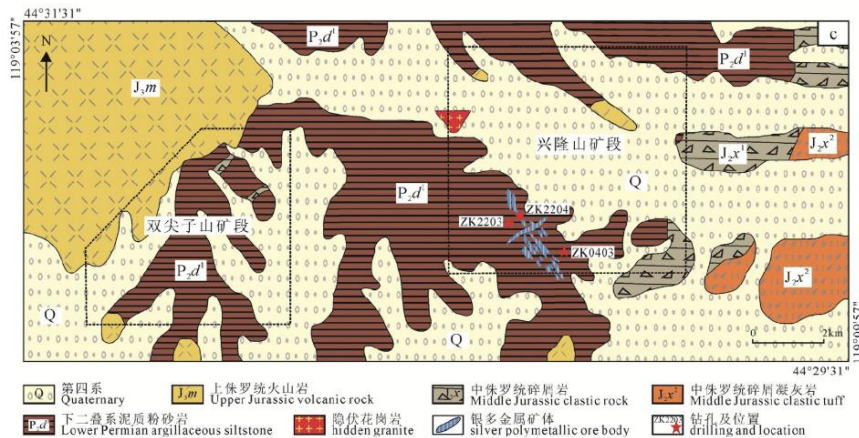 44°31′31″
119°03′57″
c
N
P₂d¹
P₂d¹
J₃m
兴隆山矿段
J₂x¹
J₂x²
Q
P₂d¹
ZK2204
ZK2203
双尖子山矿段
ZK0403
P₂d¹
J₂x²
Q
Q
0 2km
119°09′57″
44°29′31″
Q 第四系
Quaternary
J₃m 上侏罗统火山岩
Upper Jurassic volcanic rock
J₂x¹ 中侏罗统碎屑岩
Middle Jurassic clastic rock
J₂x² 中侏罗统碎屑凝灰岩
Middle Jurassic clastic tuff
P₂d¹ 下二叠系泥质粉砂岩
Lower Permian argillaceous siltstone
隐伏花岗岩
hidden granite
银多金属矿体
silver polymetallic ore body
ZK2203 钻孔及位置
drilling and location